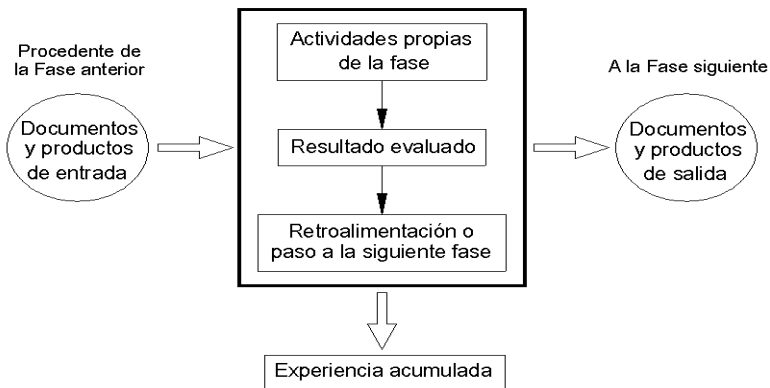 Procedente de
la Fase anterior
Documentos
y productos
de entrada
Actividades propias
de la fase
Resultado evaluado
Retroalimentación o
paso a la siguiente fase
A la Fase siguiente
Documentos
y productos
de salida
Experiencia acumulada